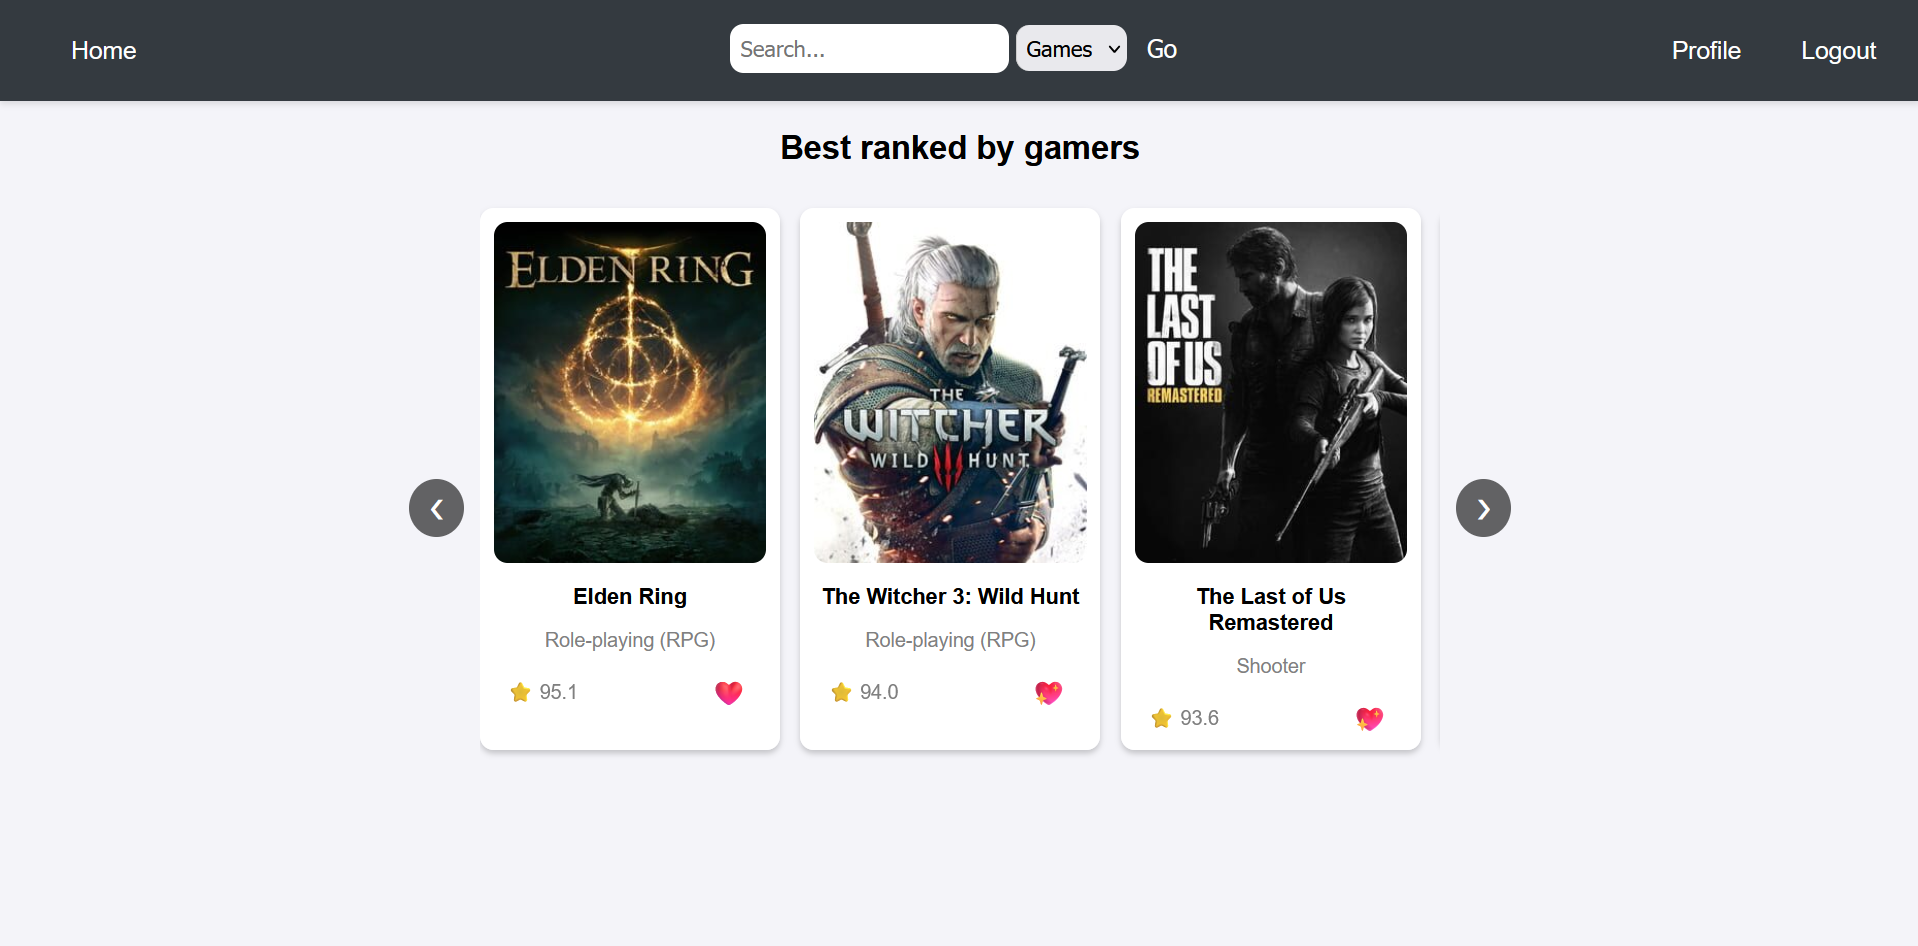 Home
Search...
Games
Go
Profile
Logout
Best ranked by gamers
ELDEN RING
THE
WITCHER
WILD III HUNT
THE
LAST
OF US
REMASTERED
Elden Ring
Role-playing (RPG)
95.1
The Witcher 3: Wild Hunt
Role-playing (RPG)
94.0
The Last of Us
Remastered
Shooter
93.6